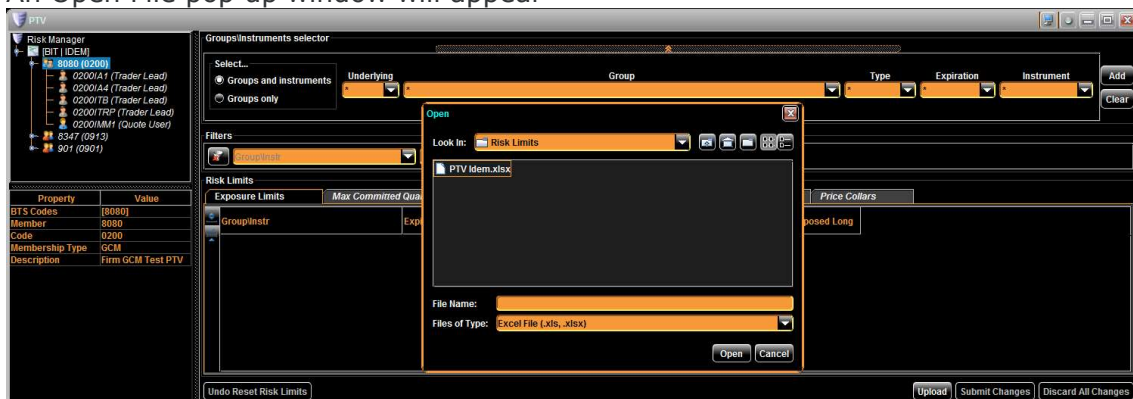 An Open File pop up window will appear
PTV
Risk Manager
[BIT | IDEM]
8080 (0200)
0200IA1 (Trader Lead)
0200IA4 (Trader Lead)
0200ITB (Trader Lead)
0200ITRP (Trader Lead)
0200IMM1 (Quote User)
8347 (0913)
901 (0901)
Property Value
BTS Codes [8080]
Member 8080
Code 0200
Membership Type GCM
Description Firm GCM Test PTV
Groups\Instruments selector
Select...
Groups and instruments
Groups only
Underlying Group Type Expiration Instrument
* * * * *
Add
Clear
Filters
Group\Instr
Risk Limits
Exposure Limits Max Committed Qua Price Collars
Group\Instr Expi posed Long
Open
Look In: Risk Limits
PTV Idem.xlsx
File Name:
Files of Type: Excel File (.xls, .xlsx)
Open Cancel
Undo Reset Risk Limits Upload Submit Changes Discard All Changes